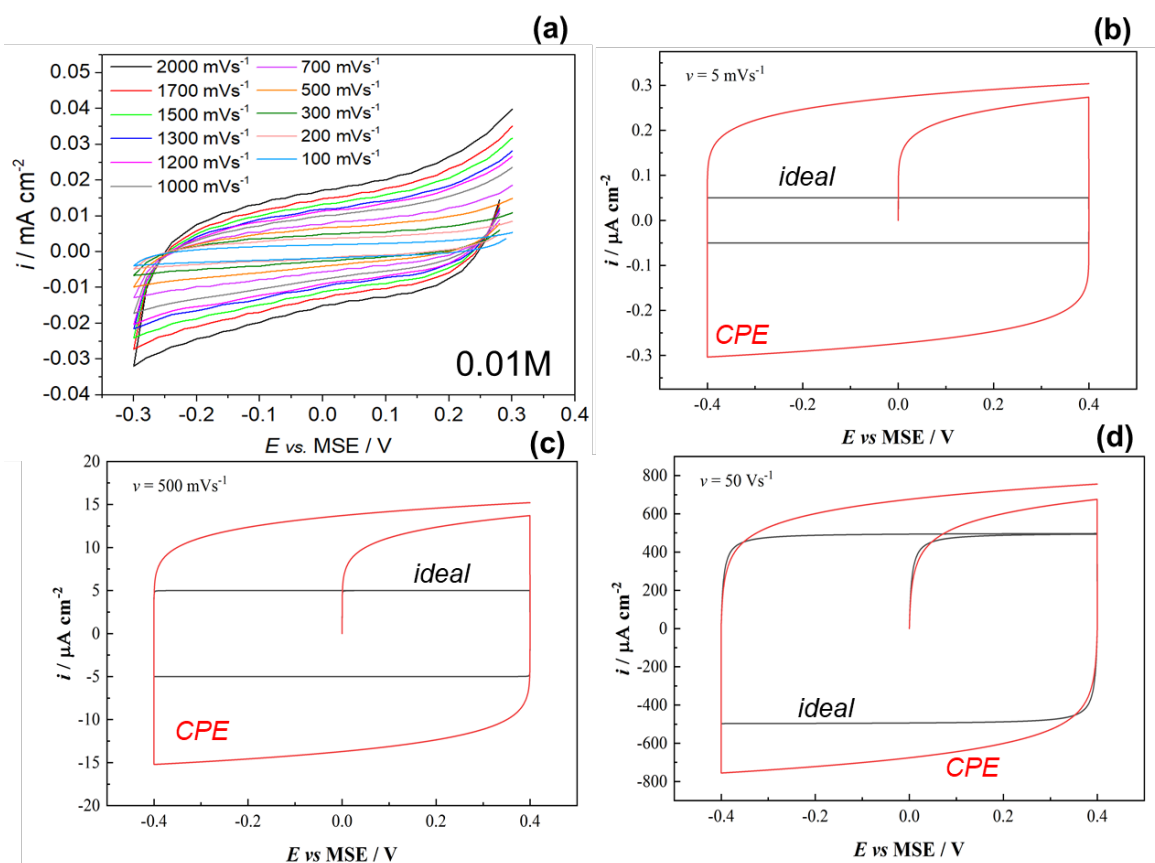 (a)
2000 mVs⁻¹ 700 mVs⁻¹
1700 mVs⁻¹ 500 mVs⁻¹
1500 mVs⁻¹ 300 mVs⁻¹
1300 mVs⁻¹ 200 mVs⁻¹
1200 mVs⁻¹ 100 mVs⁻¹
1000 mVs⁻¹
0.05
0.04
0.03
0.02
0.01
0.00
-0.01
-0.02
-0.03
-0.04
i / mA cm⁻²
0.01M
-0.3 -0.2 -0.1 0.0 0.1 0.2 0.3 0.4
E vs. MSE / V
(b)
v = 5 mVs⁻¹
0.3
0.2
0.1
0.0
-0.1
-0.2
-0.3
i / µA cm⁻²
ideal
CPE
-0.4 -0.2 0.0 0.2 0.4
E vs MSE / V
(c)
v = 500 mVs⁻¹
20
15
10
5
0
-5
-10
-15
-20
i / µA cm⁻²
ideal
CPE
-0.4 -0.2 0.0 0.2 0.4
E vs MSE / V
(d)
v = 50 Vs⁻¹
800
600
400
200
0
-200
-400
-600
-800
i / µA cm⁻²
ideal
CPE
-0.4 -0.2 0.0 0.2 0.4
E vs MSE / V